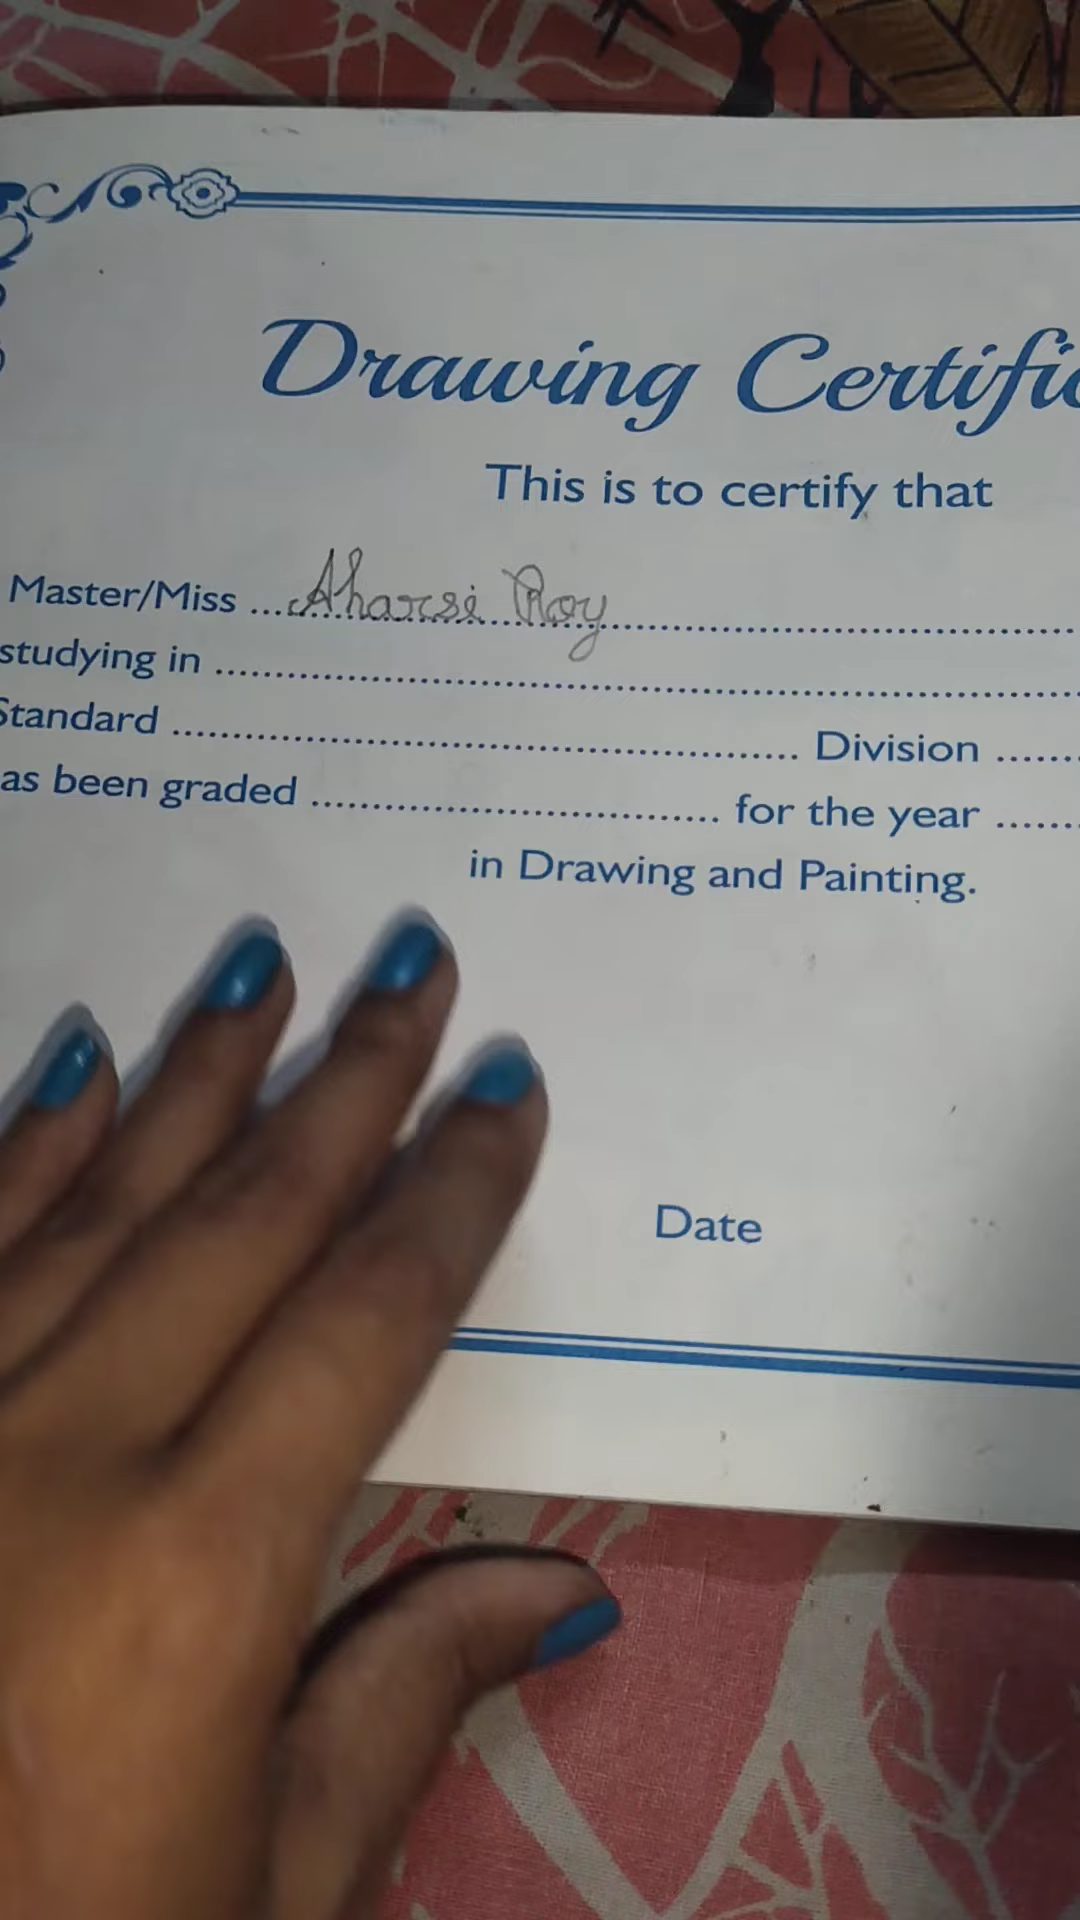 Drawing Certific
This is to certify that
Master/Miss ... Aharsi Roy ...
studying in ...
Standard ... Division ...
as been graded ... for the year ...
in Drawing and Painting.
Date